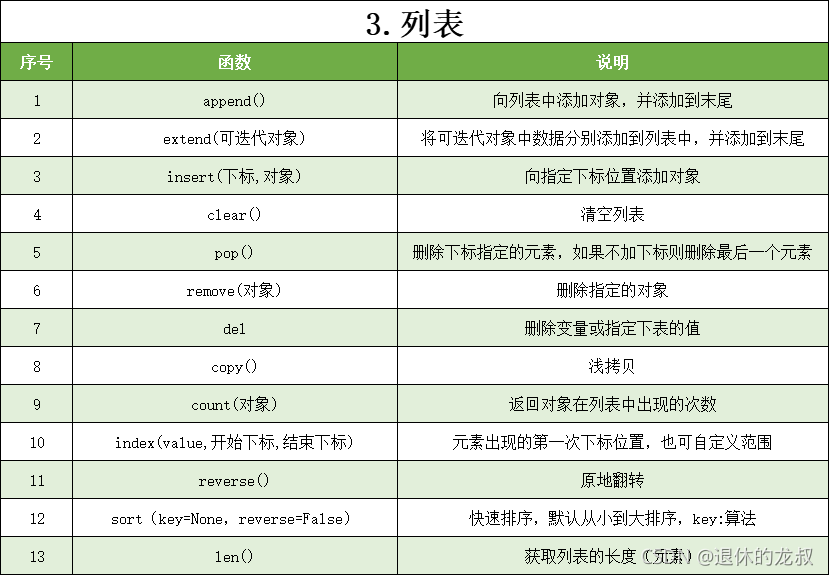 3.列表
序号 函数 说明
1 append() 向列表中添加对象，并添加到末尾
2 extend(可迭代对象) 将可迭代对象中数据分别添加到列表中，并添加到末尾
3 insert(下标,对象) 向指定下标位置添加对象
4 clear() 清空列表
5 pop() 删除下标指定的元素，如果不加下标则删除最后一个元素
6 remove(对象) 删除指定的对象
7 del 删除变量或指定下表的值
8 copy() 浅拷贝
9 count(对象) 返回对象在列表中出现的次数
10 index(value,开始下标,结束下标) 元素出现的第一次下标位置，也可自定义范围
11 reverse() 原地翻转
12 sort（key=None，reverse=False） 快速排序，默认从小到大排序，key:算法
13 len() 获取列表的长度（元素）
CSDN @退休的龙叔